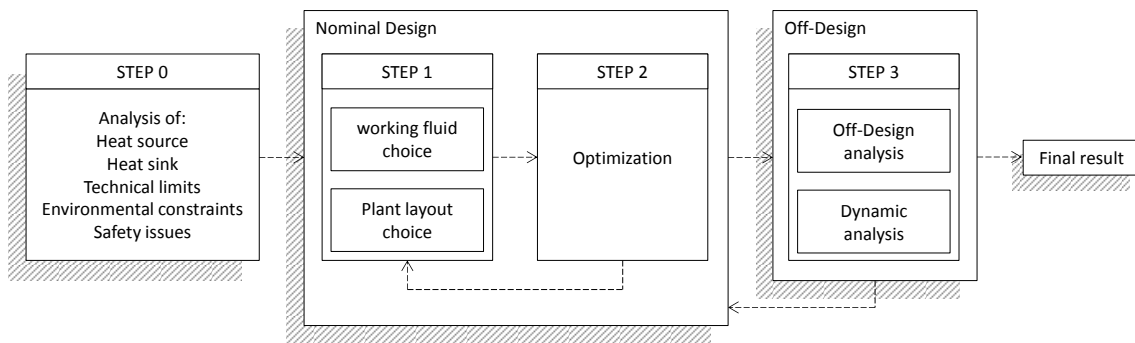 Nominal Design
Off-Design
STEP 0
Analysis of:
Heat source
Heat sink
Technical limits
Environmental constraints
Safety issues
STEP 1
working fluid
choice
Plant layout
choice
STEP 2
Optimization
STEP 3
Off-Design
analysis
Dynamic
analysis
Final result